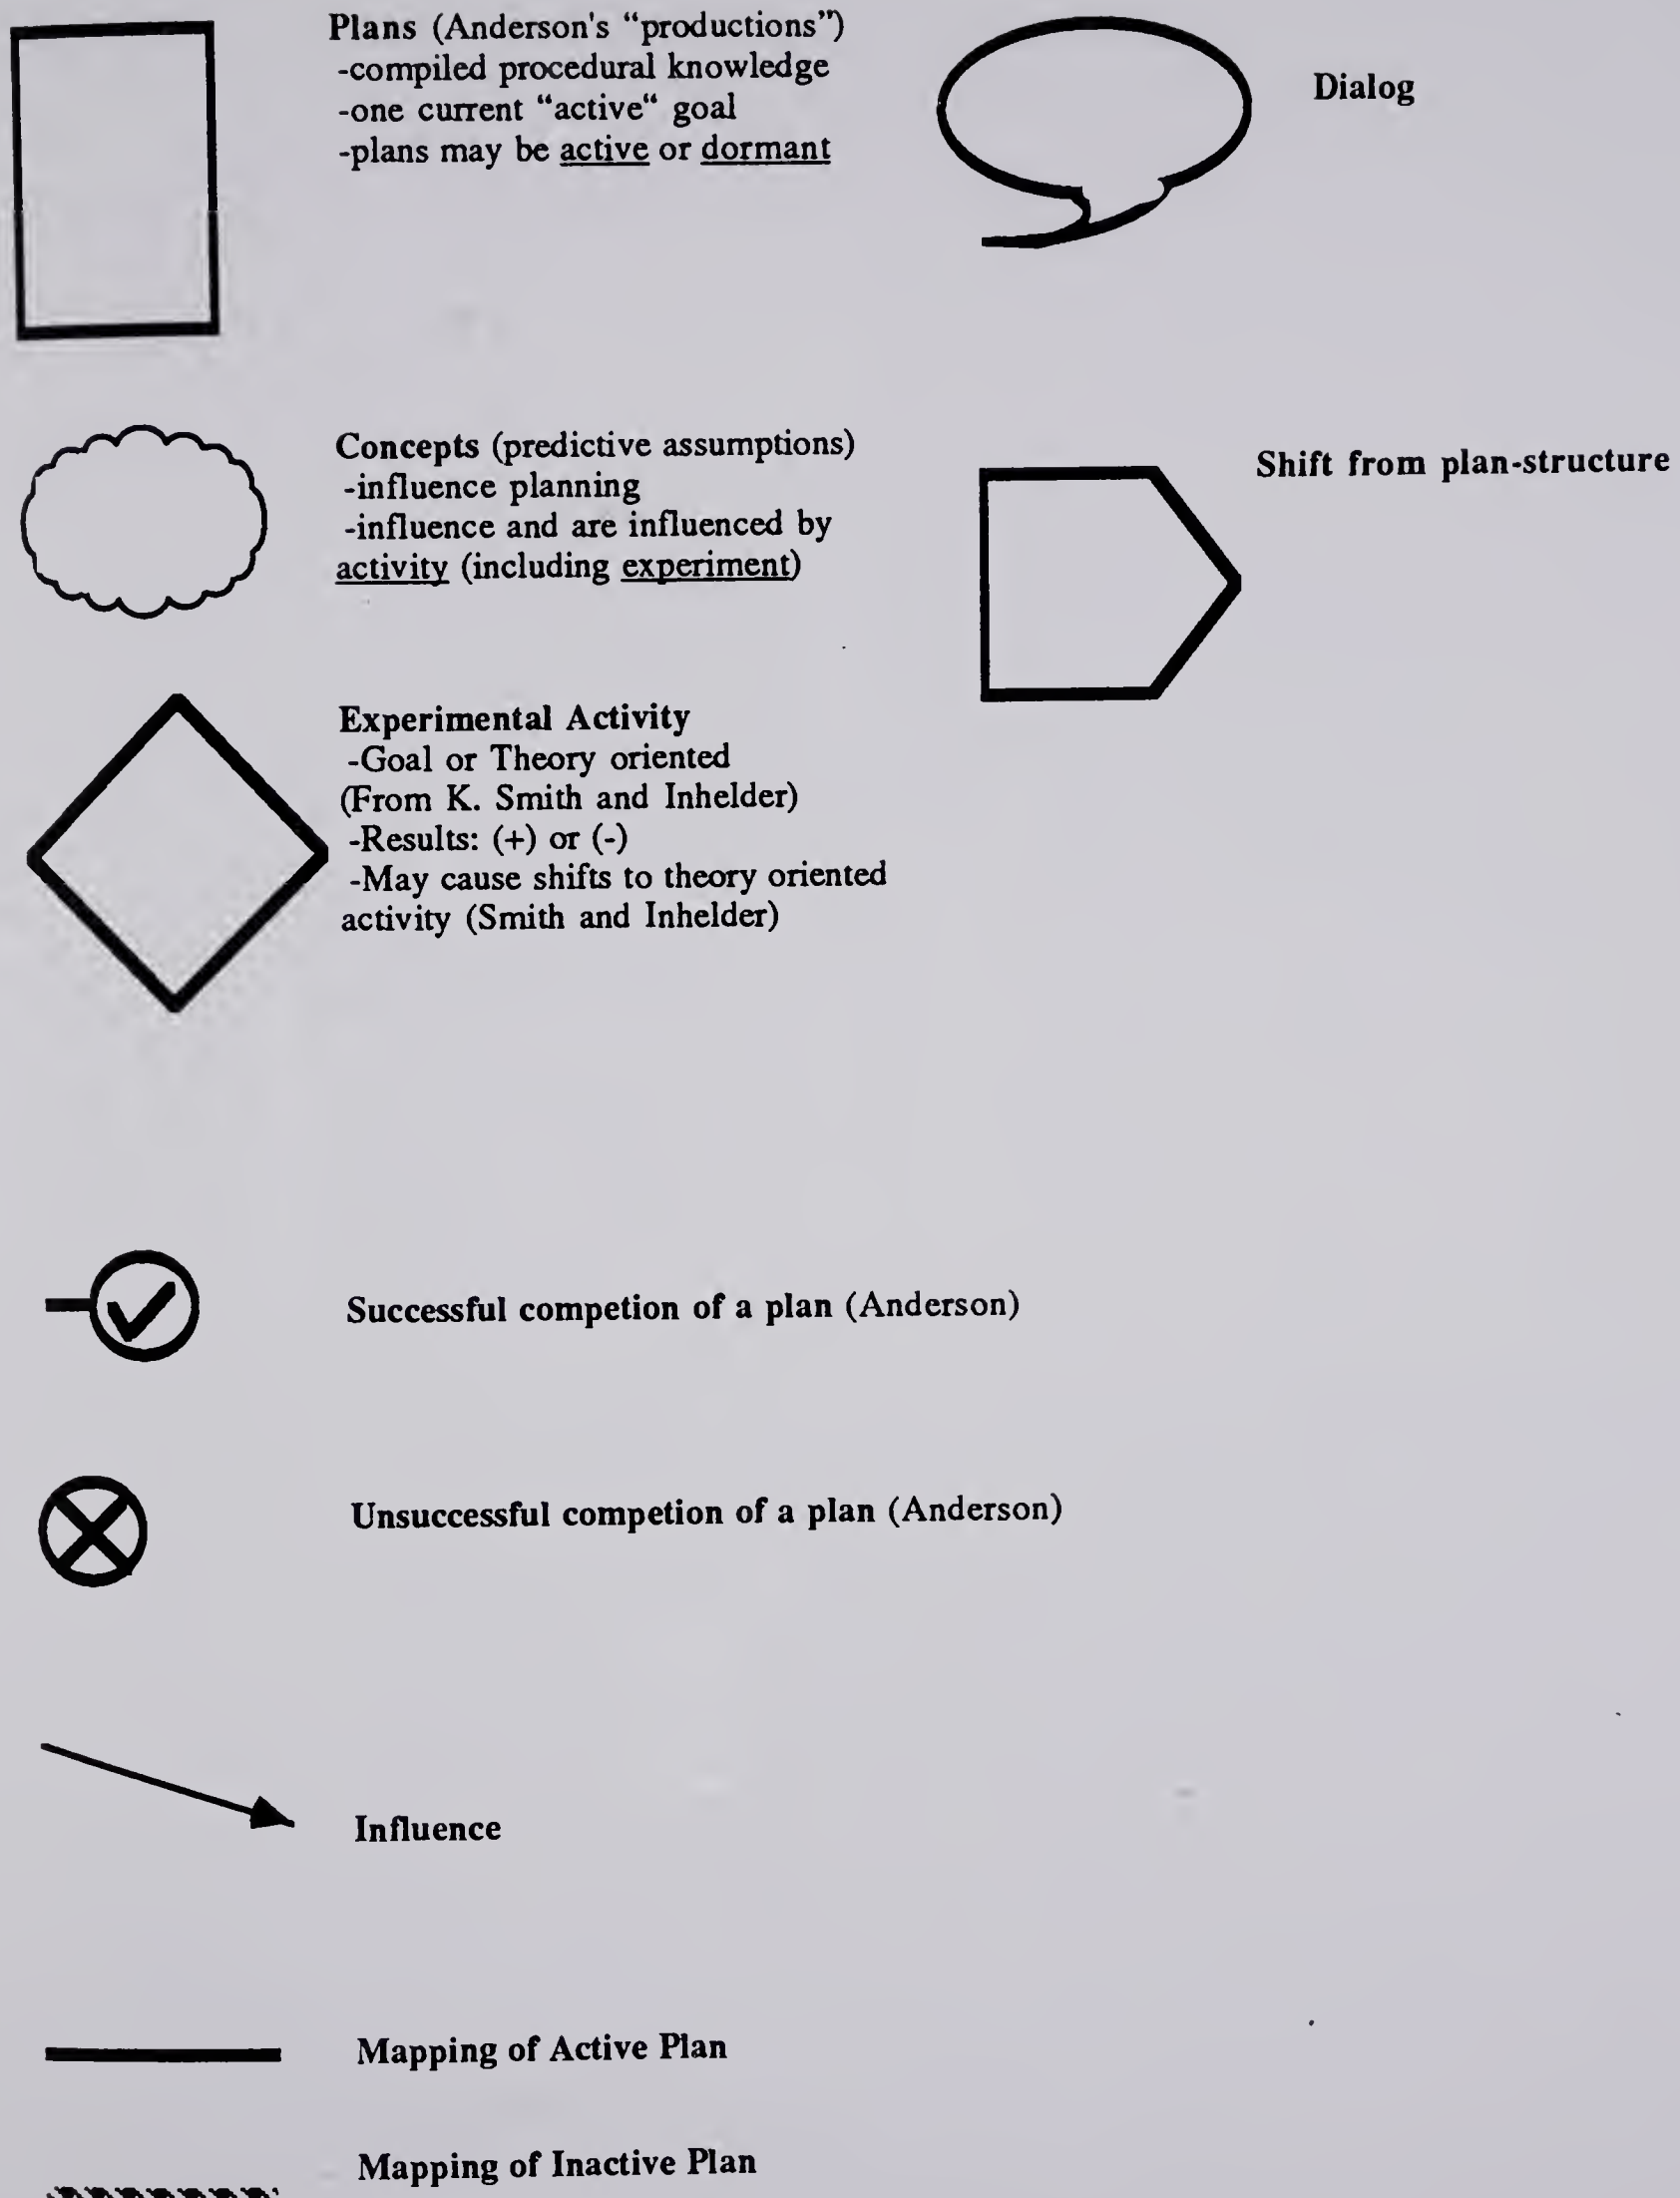 Plans (Anderson's “productions”)
-compiled procedural knowledge
-one current “active“ goal
-plans may be active or dormant
Dialog
Concepts (predictive assumptions)
-influence planning
-influence and are influenced by
activity (including experiment)
Shift from plan-structure
Experimental Activity
-Goal or Theory oriented
(From K. Smith and Inhelder)
-Results: (+) or (-)
-May cause shifts to theory oriented
activity (Smith and Inhelder)
Successful competion of a plan (Anderson)
Unsuccessful competion of a plan (Anderson)
Influence
Mapping of Active Plan
Mapping of Inactive Plan